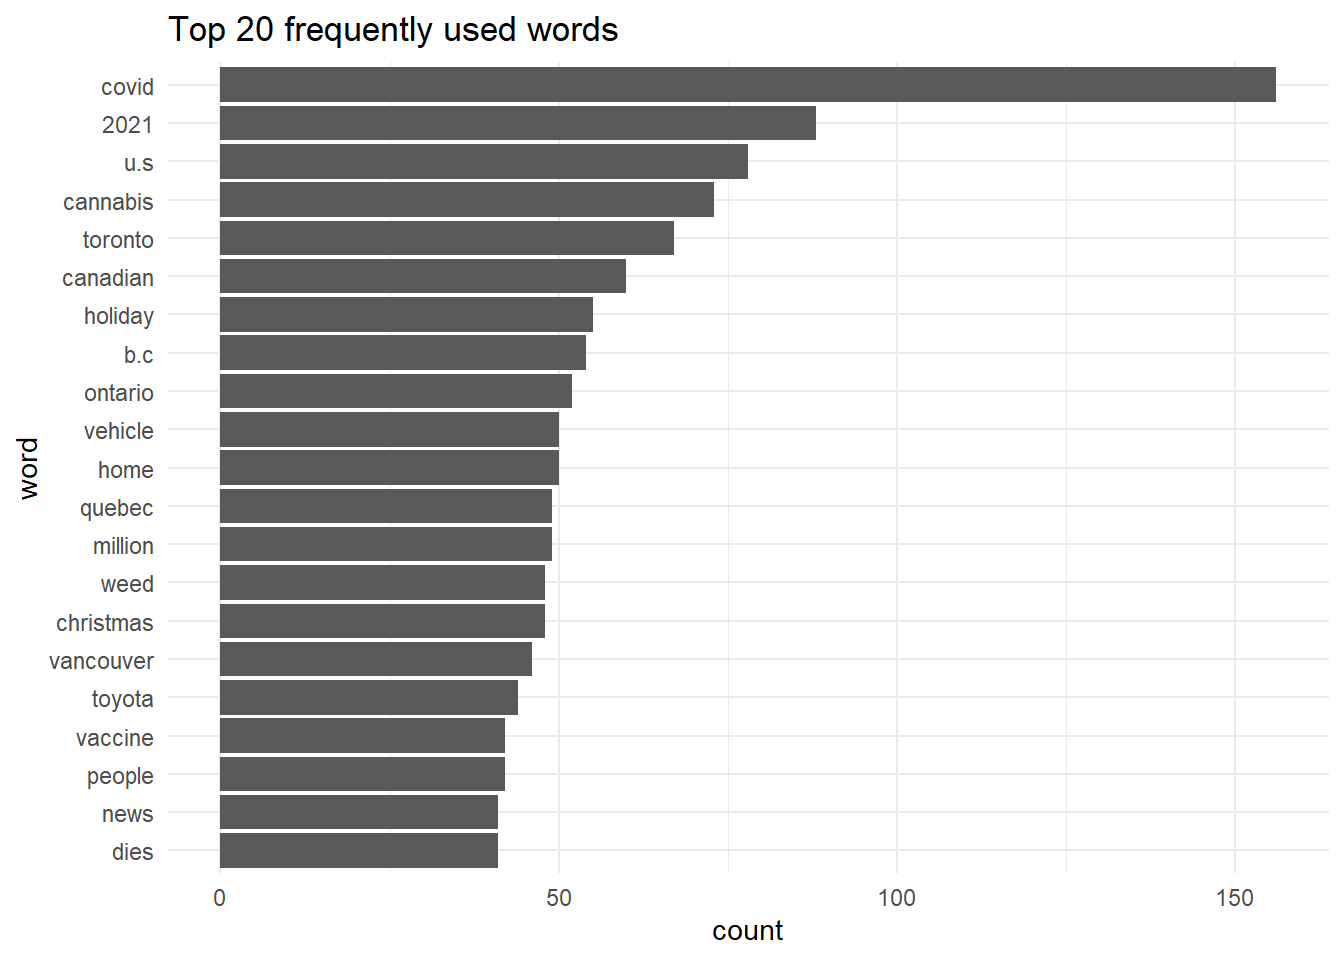 Top 20 frequently used words
covid
2021
u.s
cannabis
toronto
canadian
holiday
b.c
ontario
vehicle
home
quebec
million
weed
christmas
vancouver
toyota
vaccine
people
news
dies
word
0 50 100 150
count